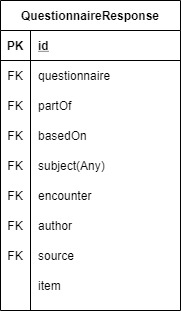 QuestionnaireResponse
PK id
FK questionnaire
FK partOf
FK basedOn
FK subject(Any)
FK encounter
FK author
FK source
item